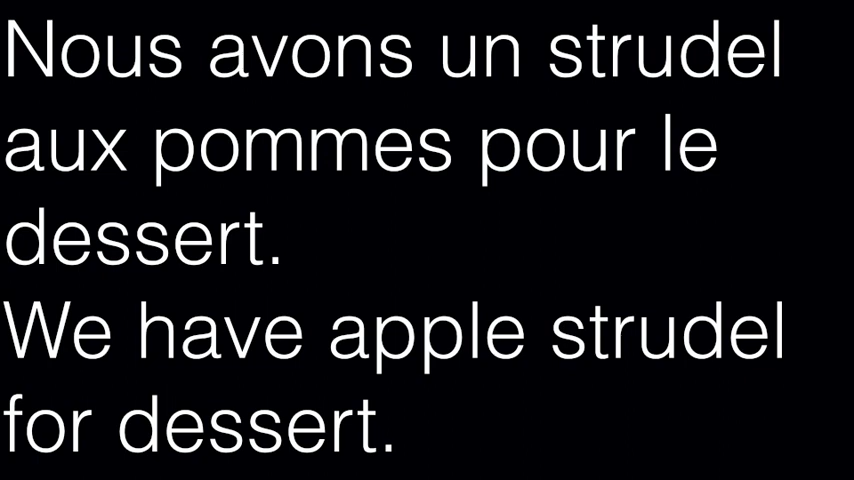 Nous avons un strudel
aux pommes pour le
dessert.
We have apple strudel
for dessert.